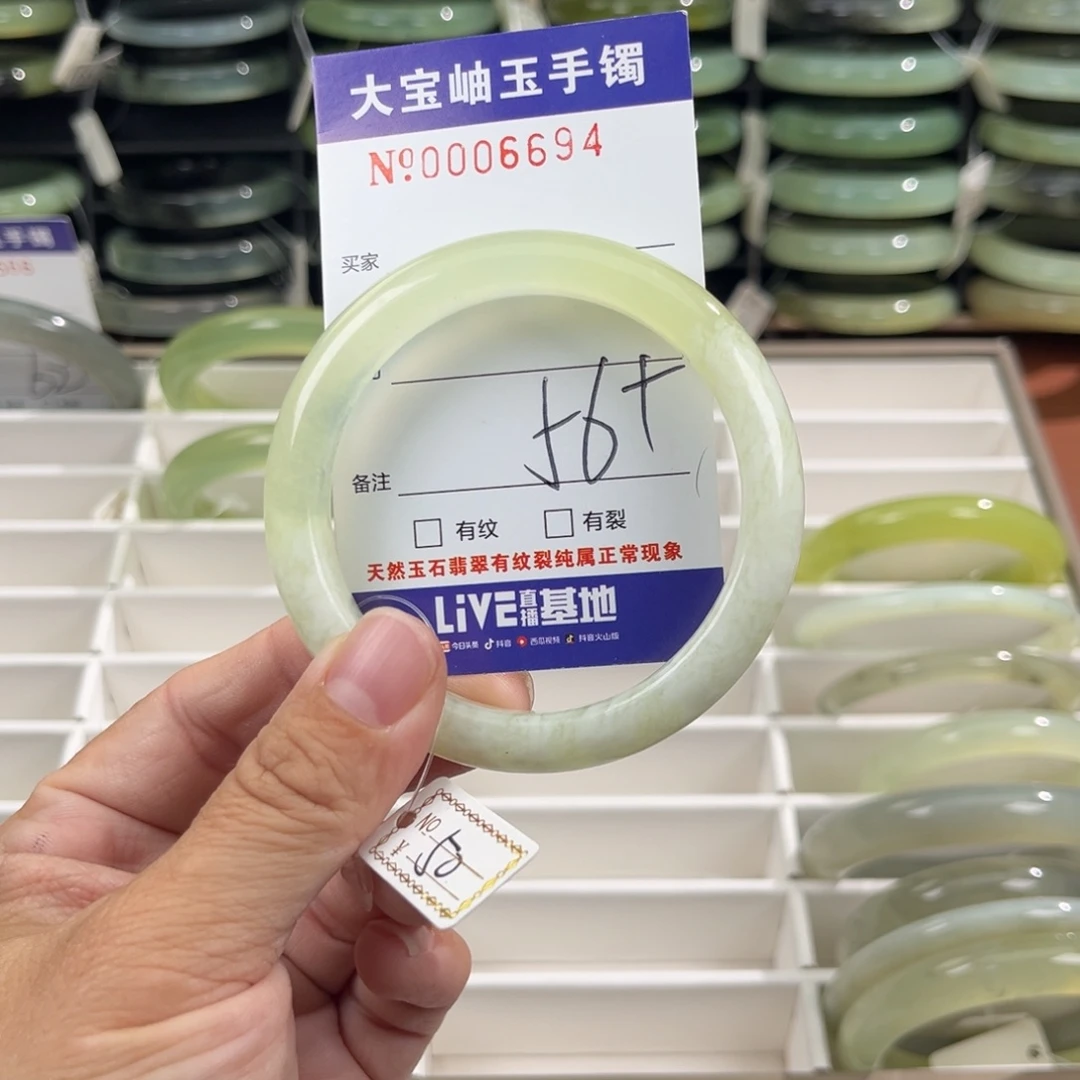 大宝岫玉手镯
Nº0006694
买家
56+
备注
□ 有纹 □ 有裂
天然玉石翡翠有纹裂纯属正常现象
LiVE直播基地
今日头条 抖音 西瓜视频 抖音火山版
NO
¥ 50
玉手镯